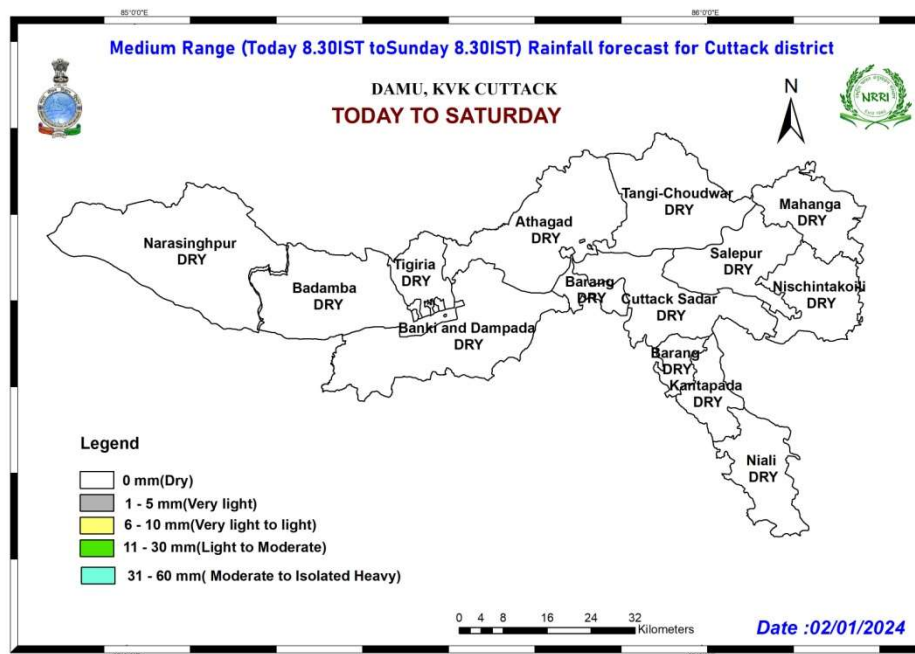 85°0'0"E
86°0'0"E
Medium Range (Today 8.30IST toSunday 8.30IST) Rainfall forecast for Cuttack district
DAMU, KVK CUTTACK
TODAY TO SATURDAY
N
NRRI
Tangi-Choudwar
DRY
Mahanga
DRY
Athagad
DRY
Narasinghpur
DRY
Salepur
DRY
Tigiria
DRY
Badamba
DRY
Barang
DRY
Nischintakoili
DRY
Cuttack Sadar
DRY
Banki and Dampada
DRY
Barang
DRY
Kantapada
DRY
Niali
DRY
Legend
0 mm(Dry)
1 - 5 mm(Very light)
6 - 10 mm(Very light to light)
11 - 30 mm(Light to Moderate)
31 - 60 mm( Moderate to Isolated Heavy)
0 4 8 16 24 32
Kilometers
Date :02/01/2024
86°0'0"E